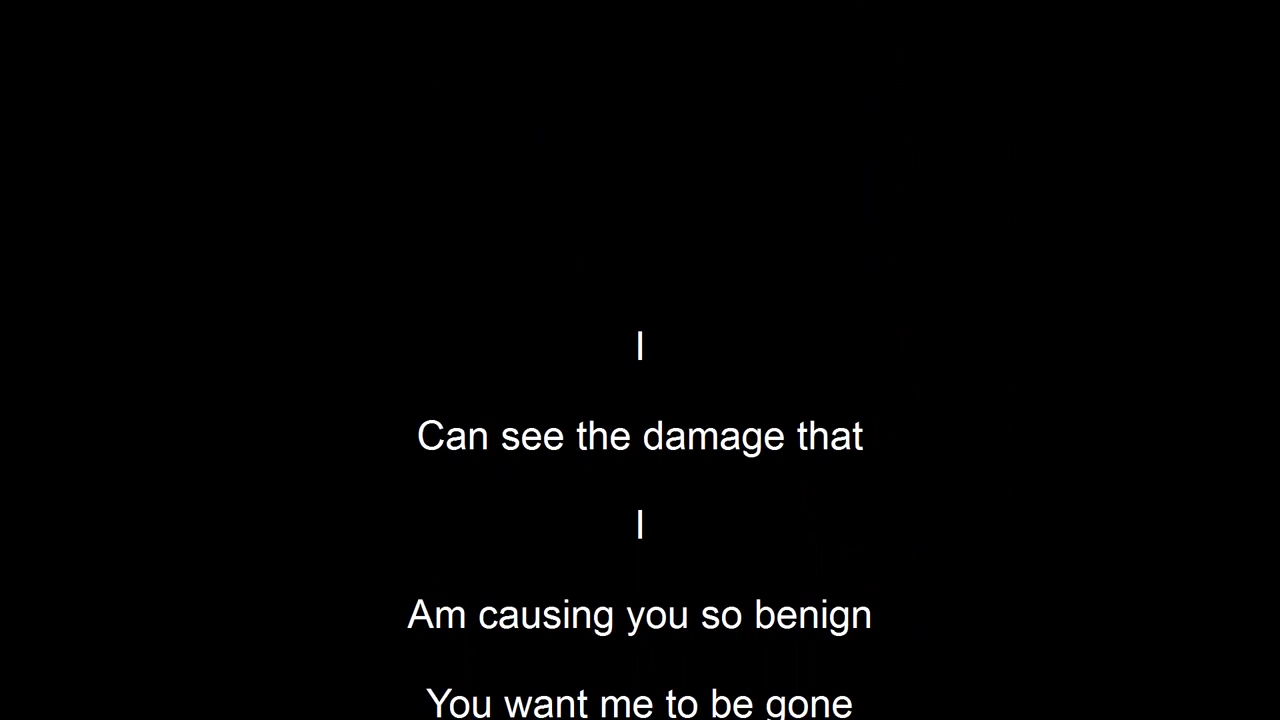 I
Can see the damage that
I
Am causing you so benign
You want me to be gone